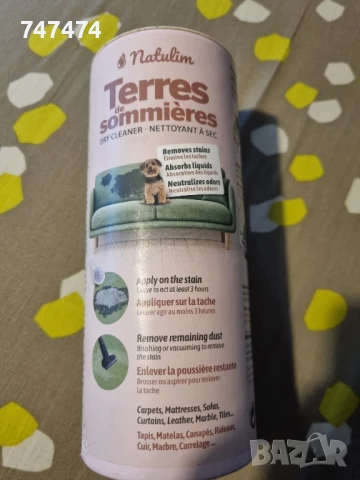 747474
Natulim
Terres
de
sommières
DRY CLEANER · NETTOYANT À SEC
Removes stains
Élimine les taches
Absorbs liquids
Absorption des liquides
Neutralizes odors
Neutralise les odeurs
Apply on the stain
Leave to act at least 3 hours
Appliquer sur la tache
Laisser agir au moins 3 heures
Remove remaining dust
Brushing or vacuuming to remove
the stain
Enlever la poussière restante
Brosser ou aspirer pour enlever
la tache
Carpets, Mattresses, Sofas,
Curtains, Leather, Marble, Tiles...
Tapis, Matelas, Canapés, Rideaux,
Cuir, Marbre, Carrelage...
BAZAR